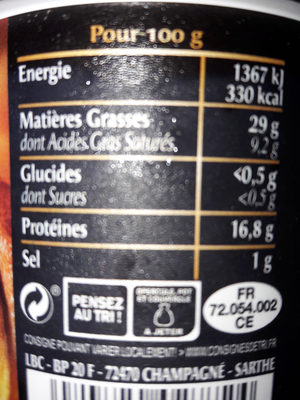 Pour 100 g
Energie 1367 kJ
330 kcal
Matières Grasses 29 g
dont Acides Gras Saturés 9,2 g
Glucides <0,5 g
dont Sucres <0,5 g
Protéines 16,8 g
Sel 1 g
PENSEZ
AU TRI !
OPERCULE, POT
ET COUVERCLE
À JETER
FR
72.054.002
CE
CONSIGNE POUVANT VARIER LOCALEMENT > WWW.CONSIGNESDETRI.FR
LBC - BP 20 F - 72470 CHAMPAGNÉ - SARTHE